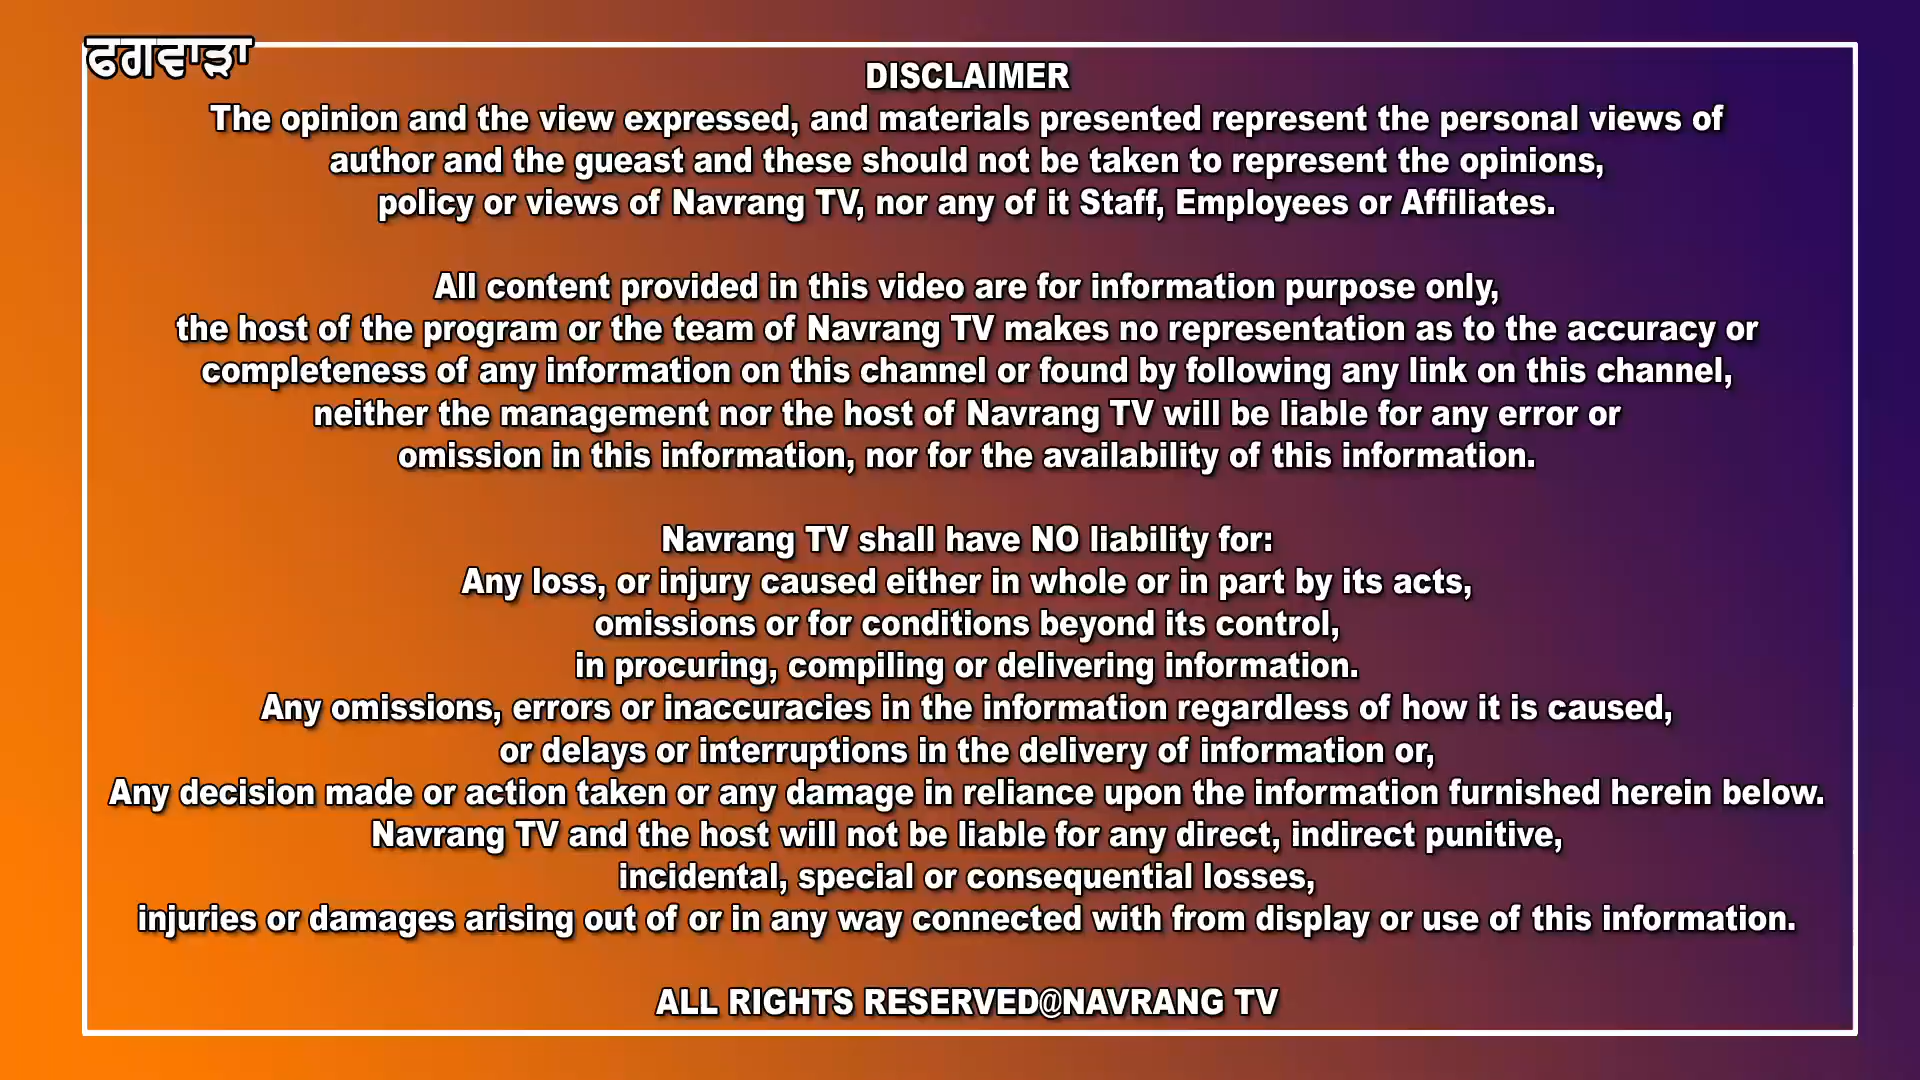 ਫਗਵਾੜਾ
DISCLAIMER
The opinion and the view expressed, and materials presented represent the personal views of
author and the gueast and these should not be taken to represent the opinions,
policy or views of Navrang TV, nor any of it Staff, Employees or Affiliates.
All content provided in this video are for information purpose only,
the host of the program or the team of Navrang TV makes no representation as to the accuracy or
completeness of any information on this channel or found by following any link on this channel,
neither the management nor the host of Navrang TV will be liable for any error or
omission in this information, nor for the availability of this information.
Navrang TV shall have NO liability for:
Any loss, or injury caused either in whole or in part by its acts,
omissions or for conditions beyond its control,
in procuring, compiling or delivering information.
Any omissions, errors or inaccuracies in the information regardless of how it is caused,
or delays or interruptions in the delivery of information or,
Any decision made or action taken or any damage in reliance upon the information furnished herein below.
Navrang TV and the host will not be liable for any direct, indirect punitive,
incidental, special or consequential losses,
injuries or damages arising out of or in any way connected with from display or use of this information.
ALL RIGHTS RESERVED@NAVRANG TV